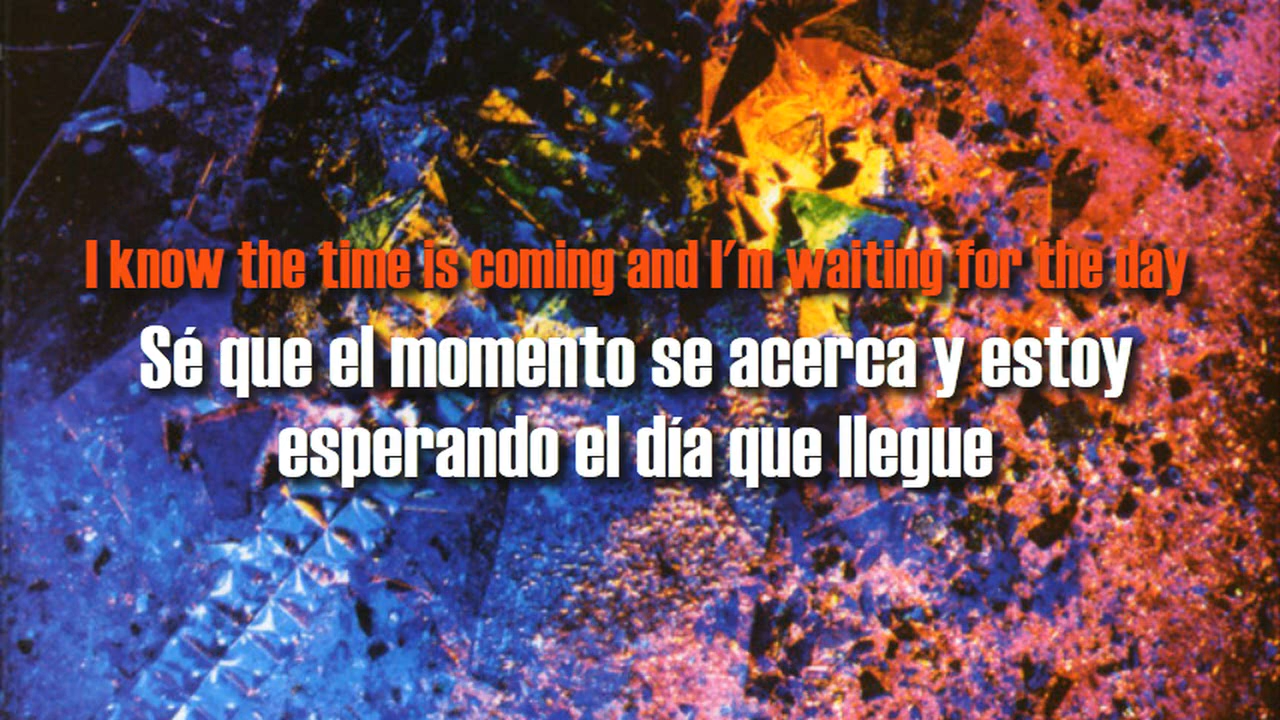 I know the time is coming and I'm waiting for the day
Sé que el momento se acerca y estoy
esperando el día que llegue